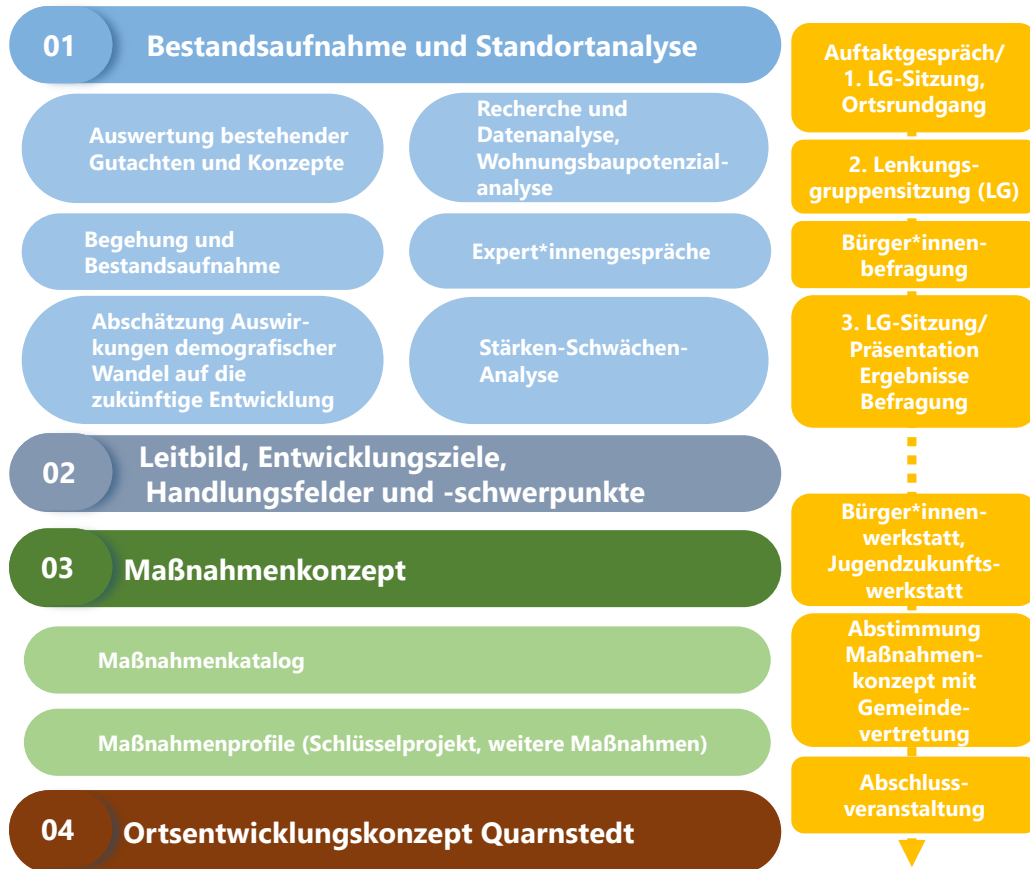 01
Bestandsaufnahme und Standortanalyse
Auswertung bestehender
Gutachten und Konzepte
Recherche und
Datenanalyse,
Wohnungsbaupotenzial-
analyse
Begehung und
Bestandsaufnahme
Expert*innengespräche
Abschätzung Auswir-
kungen demografischer
Wandel auf die
zukünftige Entwicklung
Stärken-Schwächen-
Analyse
02
Leitbild, Entwicklungsziele,
Handlungsfelder und -schwerpunkte
03
Maßnahmenkonzept
Maßnahmenkatalog
Maßnahmenprofile (Schlüsselprojekt, weitere Maßnahmen)
04
Ortsentwicklungskonzept Quarnstedt
Auftaktgespräch/
1. LG-Sitzung,
Ortsrundgang
2. Lenkungs-
gruppensitzung (LG)
Bürger*innen-
befragung
3. LG-Sitzung/
Präsentation
Ergebnisse
Befragung
Bürger*innen-
werkstatt,
Jugendzukunfts-
werkstatt
Abstimmung
Maßnahmen-
konzept mit
Gemeinde-
vertretung
Abschluss-
veranstaltung